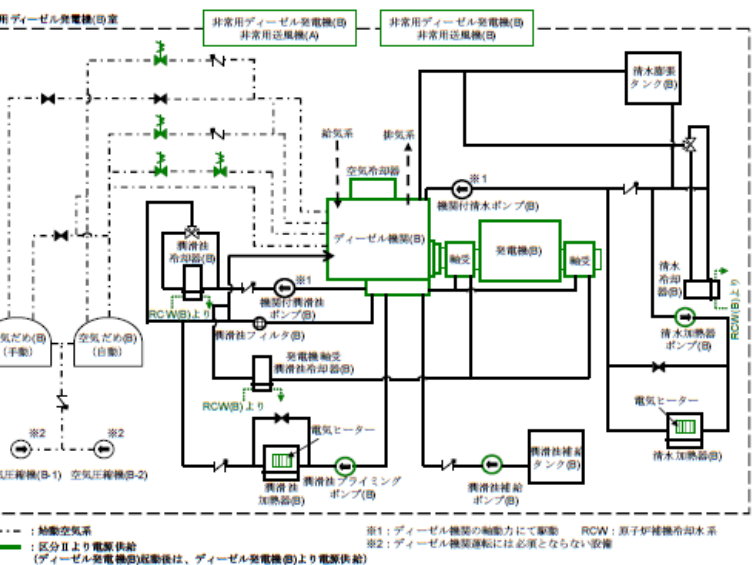 用ディーゼル発電機(B)室
非常用ディーゼル発電機(B)
非常用送風機(A)
非常用ディーゼル発電機(B)
非常用送風機(B)
清水膨張
タンク(B)
給気系
排気系
空気冷却器
※1
機関付清水ポンプ(B)
ディーゼル機関(B)
軸受
発電機(B)
軸受
潤滑油
冷却器(B)
清水
冷却
器(B)
※1
機関付潤滑油
ポンプ(B)
RCW(B)より
RCW(B)より
潤滑油フィルタ(B)
清水加熱器
ポンプ(B)
気だめ(B)
(手動)
空気だめ(B)
(自動)
発電機軸受
潤滑油冷却器(B)
RCW(B)より
電気ヒーター
※2
※2
電気ヒーター
気圧縮機(B-1)
空気圧縮機(B-2)
潤滑油
加熱器(B)
潤滑油プライミング
ポンプ(B)
潤滑油補給
タンク(B)
潤滑油補給
ポンプ(B)
清水加熱器(B)
:始動空気系
:区分Ⅱより電源供給
(ディーゼル発電機(B)起動後は、ディーゼル発電機(B)より電源供給)
※1:ディーゼル機関の軸動力にて駆動
RCW:原子炉補機冷却水系
※2:ディーゼル機関運転には必須とならない設備